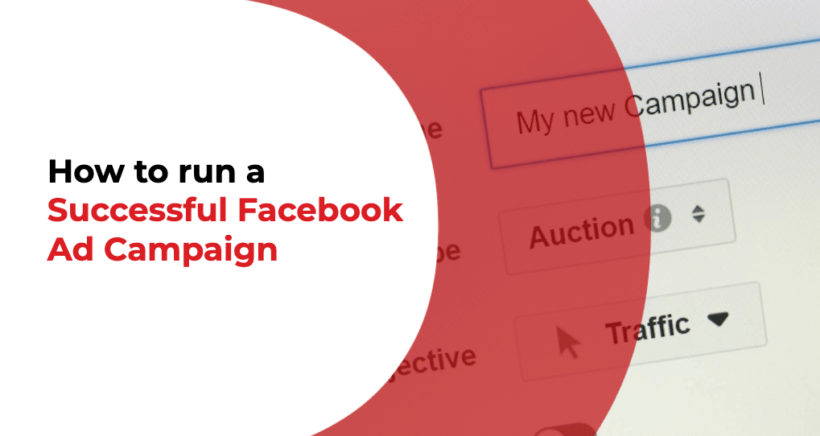 How to run a
Successful Facebook
Ad Campaign
My new Campaign
Auction
Traffic